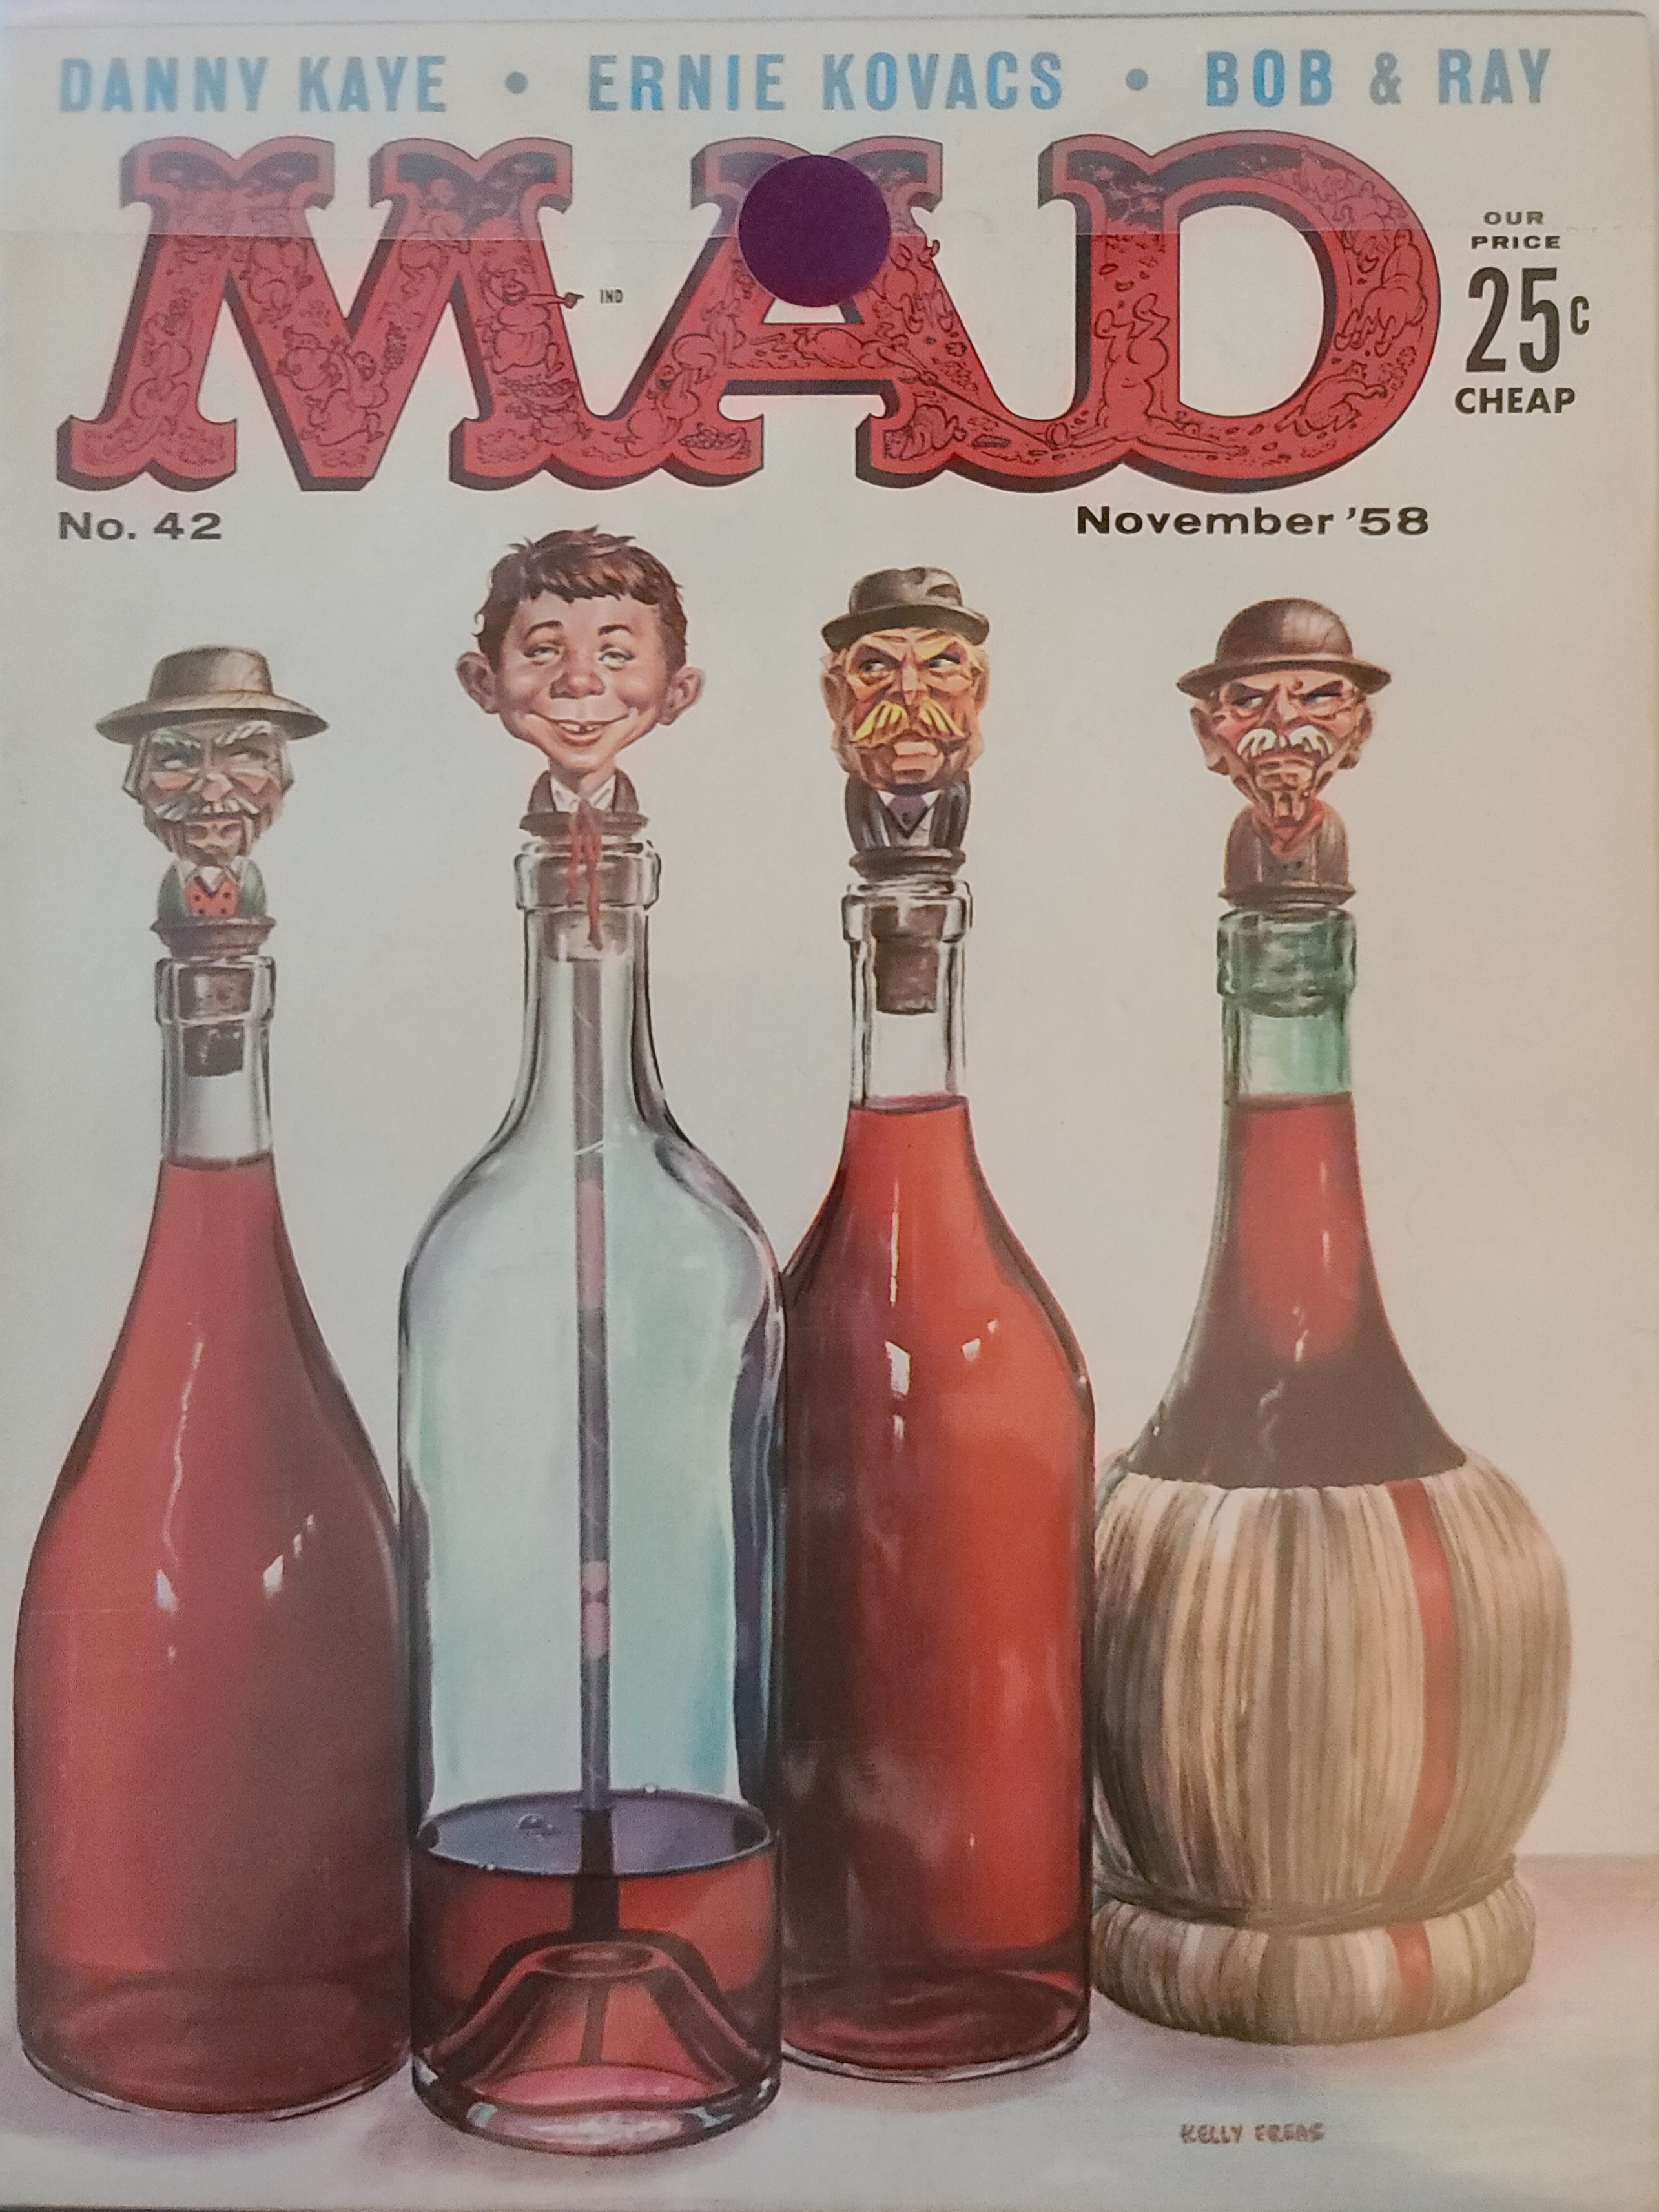 DANNY KAYE • ERNIE KOVACS • BOB & RAY
MAD
IND
OUR
PRICE
25c
CHEAP
No. 42
November '58
KELLY FREAS